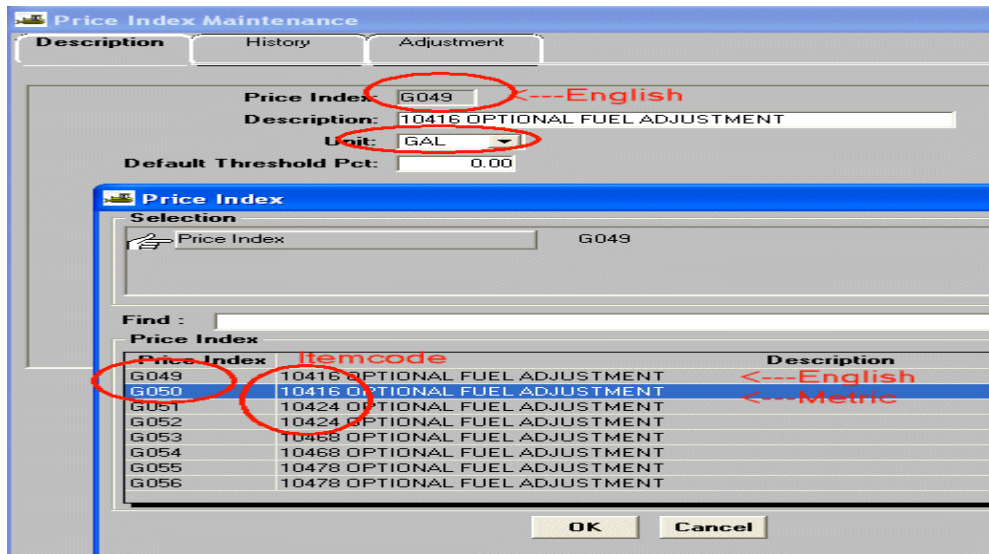 Price Index Maintenance
Description History Adjustment
Price Index: G049 <---English
Description: 10416 OPTIONAL FUEL ADJUSTMENT
Unit: GAL
Default Threshold Pct: 0.00
Price Index
Selection
Price Index G049
Find :
Price Index
Price Index Itemcode Description
G049 10416 OPTIONAL FUEL ADJUSTMENT <---English
G050 10416 OPTIONAL FUEL ADJUSTMENT <---Metric
G051 10424 OPTIONAL FUEL ADJUSTMENT
G052 10424 OPTIONAL FUEL ADJUSTMENT
G053 10468 OPTIONAL FUEL ADJUSTMENT
G054 10468 OPTIONAL FUEL ADJUSTMENT
G055 10478 OPTIONAL FUEL ADJUSTMENT
G056 10478 OPTIONAL FUEL ADJUSTMENT
OK Cancel